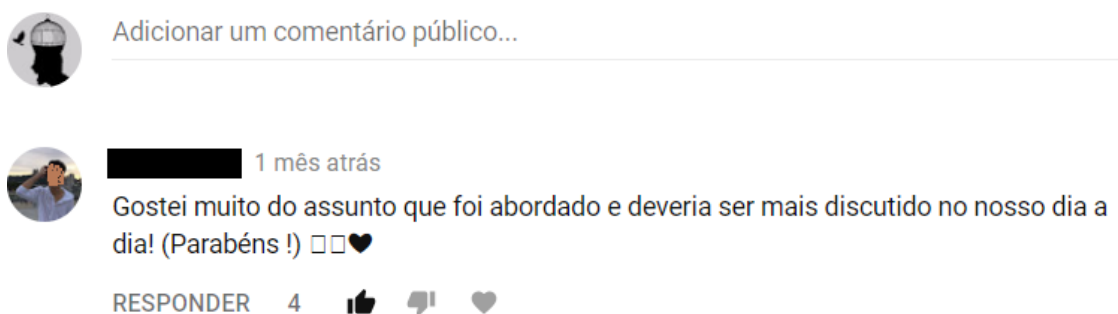 Adicionar um comentário público...
1 mês atrás
Gostei muito do assunto que foi abordado e deveria ser mais discutido no nosso dia a
dia! (Parabéns !) □□🖤
RESPONDER 4